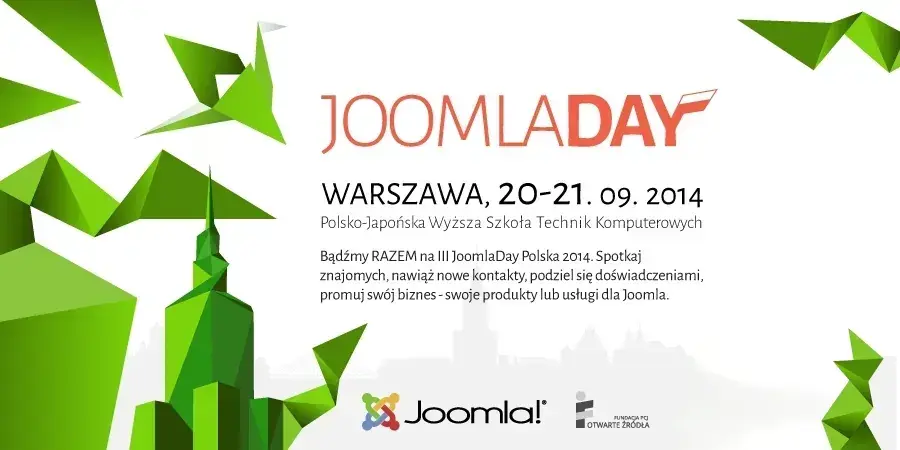 JOOMLADAY
WARSZAWA, 20-21. 09. 2014
Polsko-Japońska Wyższa Szkoła Technik Komputerowych
Bądźmy RAZEM na III JoomlaDay Polska 2014. Spotkaj
znajomych, nawiąż nowe kontakty, podziel się doświadczeniami,
promuj swój biznes - swoje produkty lub usługi dla Joomla.
Joomla!®
FUNDACJA PCJ
OTWARTE ŹRÓDŁA